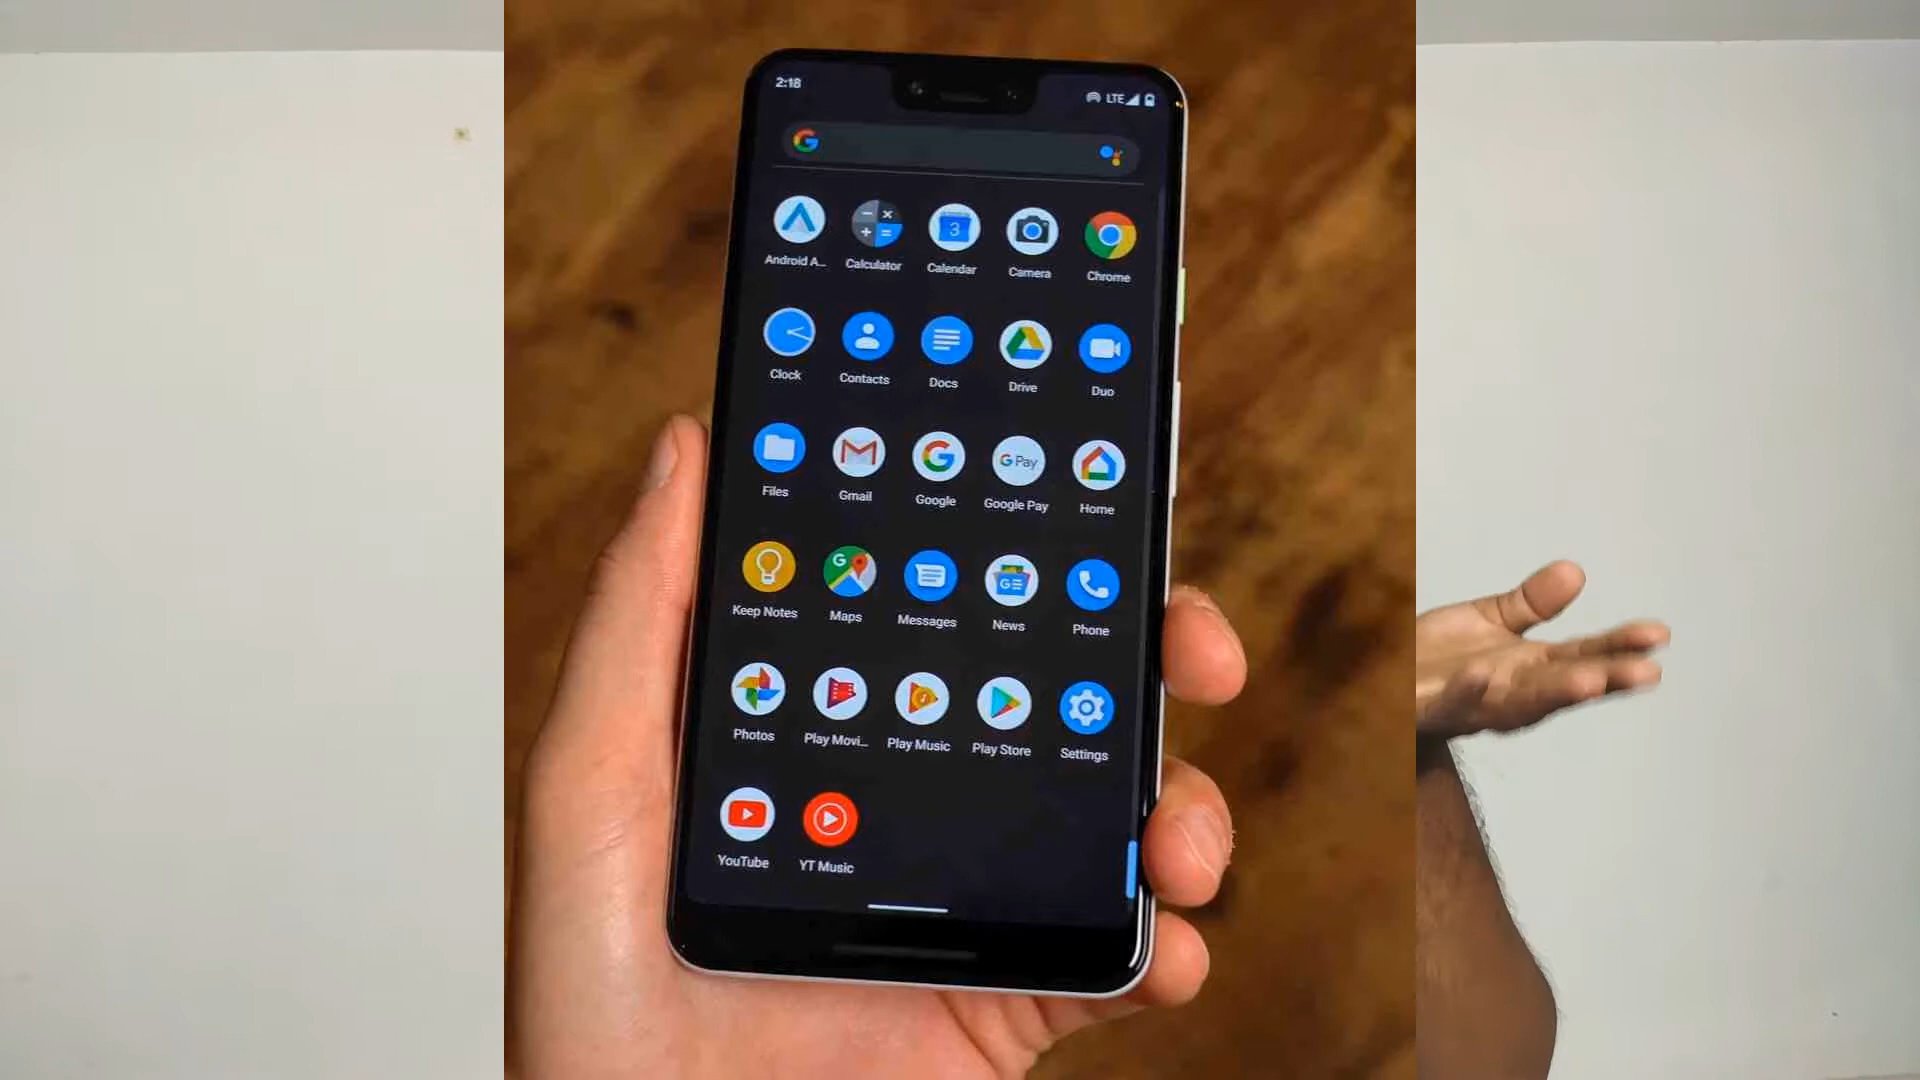 2:18
LTE
Android A...
Calculator
Calendar
Camera
Chrome
Clock
Contacts
Docs
Drive
Duo
Files
Gmail
Google
Google Pay
Home
Keep Notes
Maps
Messages
News
Phone
Photos
Play Movi...
Play Music
Play Store
Settings
YouTube
YT Music